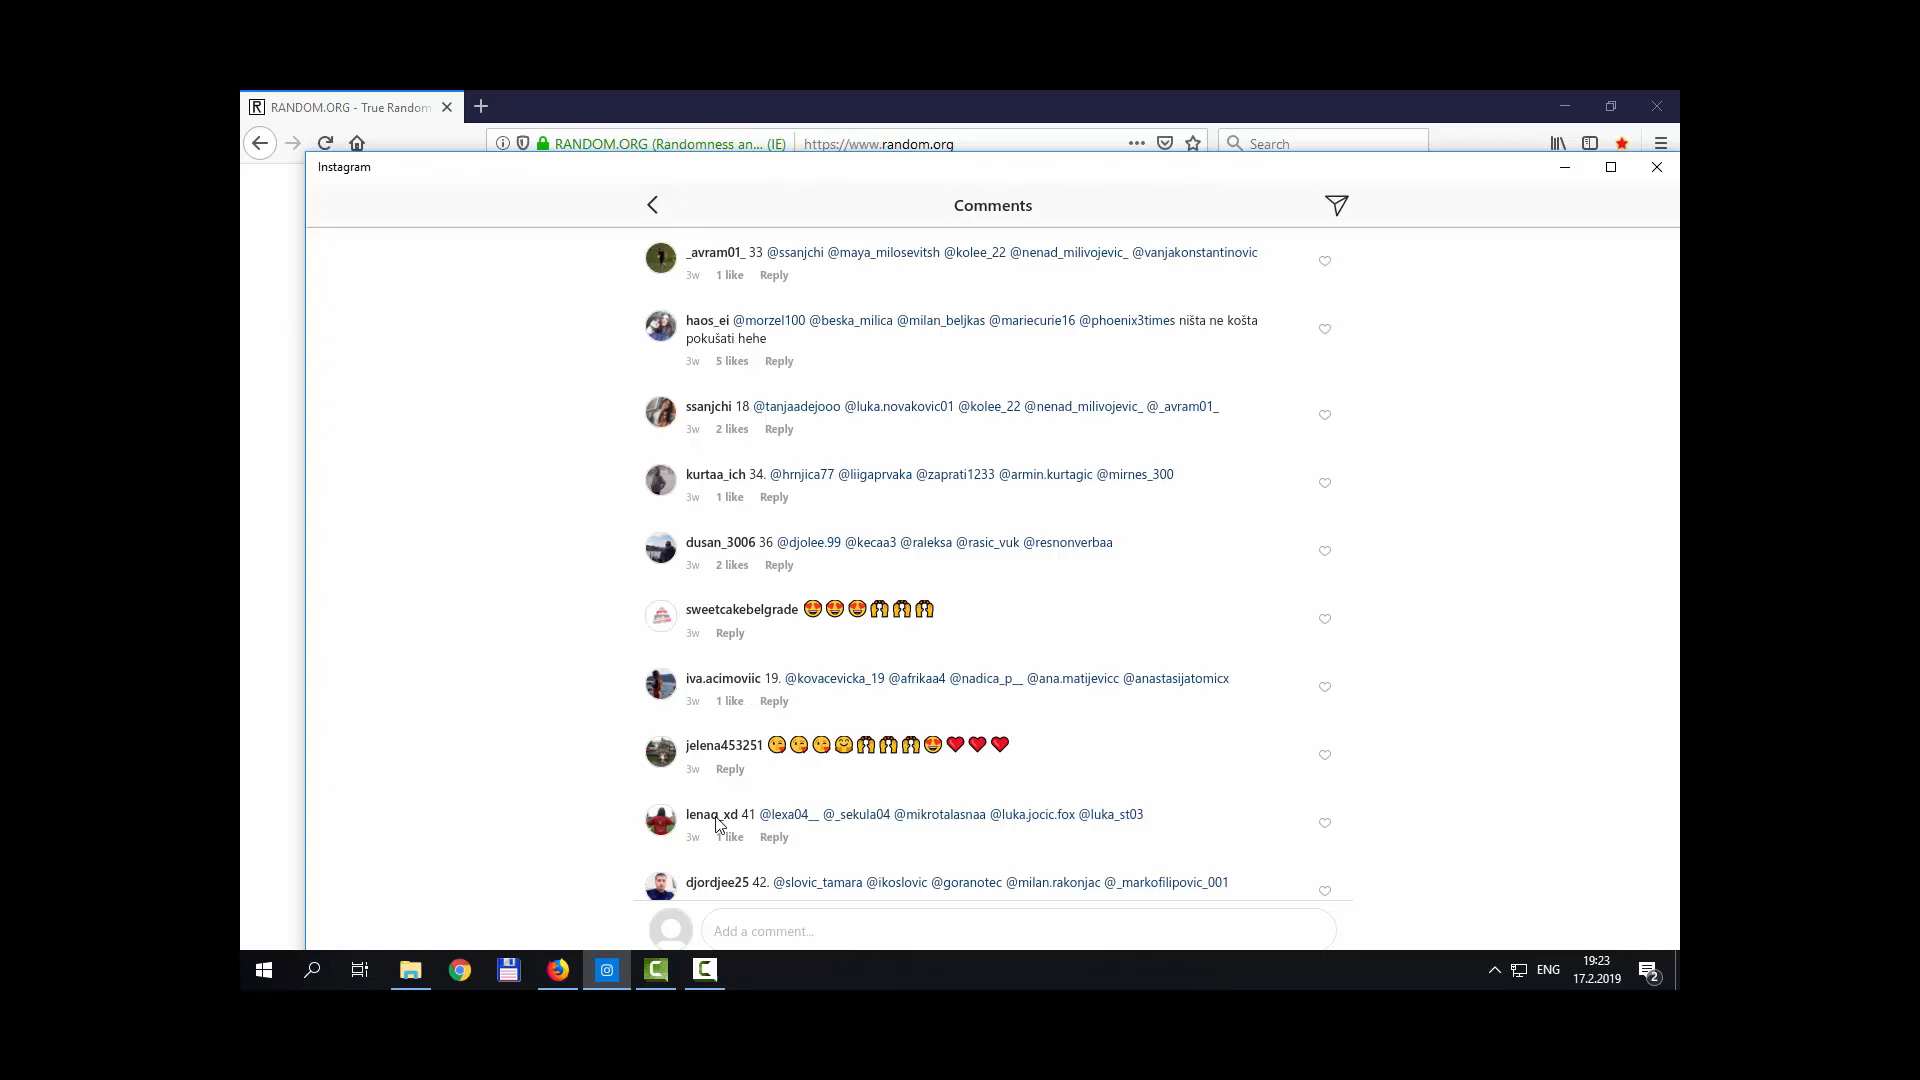 RANDOM.ORG - True Random
RANDOM.ORG (Randomness an... (IE) https://www.random.org Search
Instagram
Comments
_avram01_ 33 @ssanjchi @maya_milosevitsh @kolee_22 @nenad_milivojevic_ @vanjakonstantinovic
3w 1 like Reply
haos_ei @morzel100 @beska_milica @milan_beljkas @mariecurie16 @phoenix3times ništa ne košta
pokušati hehe
3w 5 likes Reply
ssanjchi 18 @tanjaadejooo @luka.novakovic01 @kolee_22 @nenad_milivojevic_ @_avram01_
3w 2 likes Reply
kurtaa_ich 34. @hrnjica77 @liigaprvaka @zaprati1233 @armin.kurtagic @mirnes_300
3w 1 like Reply
dusan_3006 36 @djolee.99 @kecaa3 @raleksa @rasic_vuk @resnonverbaa
3w 2 likes Reply
sweetcakebelgrade 😍😍😍🙌🙌🙌
3w Reply
iva.acimoviic 19. @kovacevicka_19 @afrikaa4 @nadica_p__ @ana.matijevicc @anastasijatomicx
3w 1 like Reply
jelena453251 😘😘😘🤗🙌🙌🙌😍❤❤❤
3w Reply
lenaq_xd 41 @lexa04__ @_sekula04 @mikrotalasnaa @luka.jocic.fox @luka_st03
3w 1 like Reply
djordjee25 42. @slovic_tamara @ikoslovic @goranotec @milan.rakonjac @_markofilipovic_001
Add a comment...
ENG
19:23
17.2.2019
2